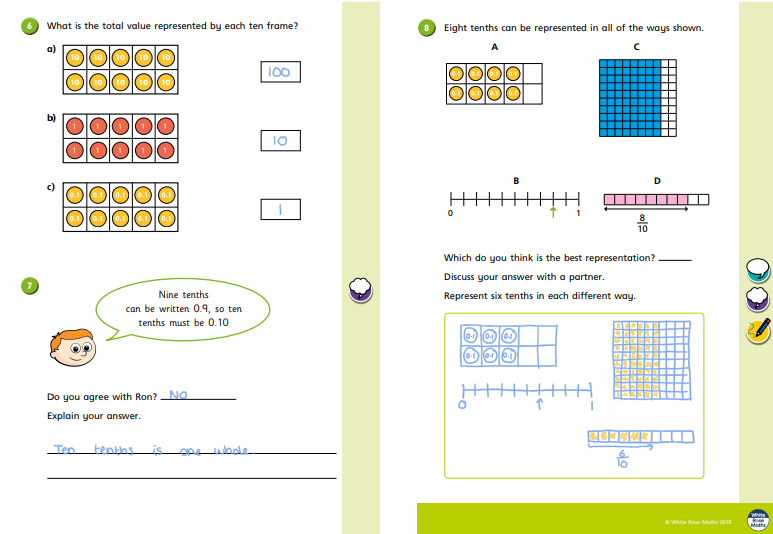 6 What is the total value represented by each ten frame?
a)
10 10 10 10 10
10 10 10 10 10
100
b)
1 1 1 1 1
1 1 1 1 1
10
c)
0.1 0.1 0.1 0.1 0.1
0.1 0.1 0.1 0.1 0.1
1
7
Nine tenths
can be written 0.9, so ten
tenths must be 0.10
Do you agree with Ron? No
Explain your answer.
Ten tenths is one whole.
8 Eight tenths can be represented in all of the ways shown.
A C
0.1 0.1 0.1 0.1
0.1 0.1 0.1 0.1
B D
0 1
8
10
Which do you think is the best representation?
Discuss your answer with a partner.
Represent six tenths in each different way.
0.1 0.1 0.1
0.1 0.1 0.1
0 1
6
10
© White Rose Maths 2019
White
Rose
Maths